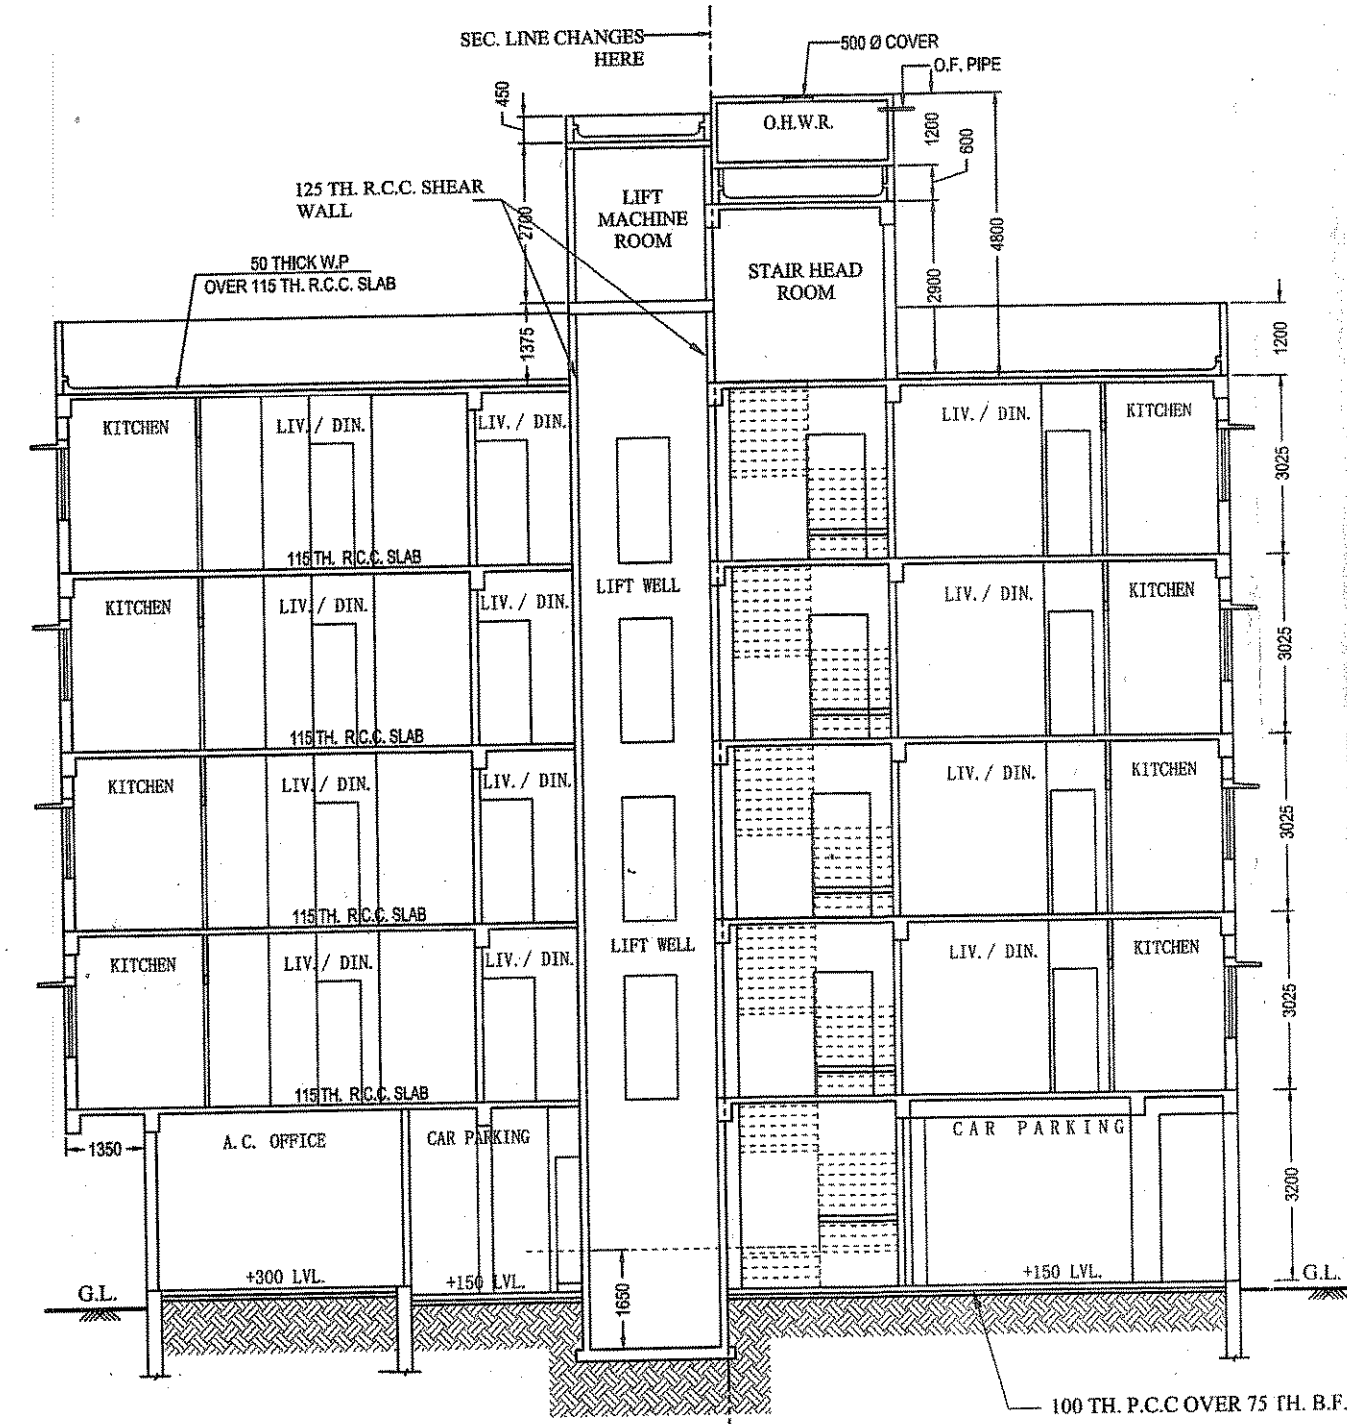 SEC. LINE CHANGES
HERE
500 Ø COVER
O.F. PIPE
450
O.H.W.R.
1200
600
125 TH. R.C.C. SHEAR
WALL
LIFT
MACHINE
ROOM
2700
4800
50 THICK W.P
OVER 115 TH. R.C.C. SLAB
STAIR HEAD
ROOM
2900
1375
1200
KITCHEN
LIV./ DIN.
LIV./ DIN.
LIV./ DIN.
KITCHEN
3025
115 TH. R.C.C. SLAB
LIFT WELL
KITCHEN
LIV./ DIN.
LIV./ DIN.
LIV./ DIN.
KITCHEN
3025
115 TH. R.C.C. SLAB
KITCHEN
LIV./ DIN.
LIV./ DIN.
LIV./ DIN.
KITCHEN
3025
115 TH. R.C.C. SLAB
LIFT WELL
KITCHEN
LIV./ DIN.
LIV./ DIN.
LIV./ DIN.
KITCHEN
3025
115 TH. R.C.C. SLAB
1350
A.C. OFFICE
CAR PARKING
CAR PARKING
3200
+300 LVL.
+150 LVL.
+150 LVL.
G.L.
G.L.
1650
100 TH. P.C.C OVER 75 TH. B.F.